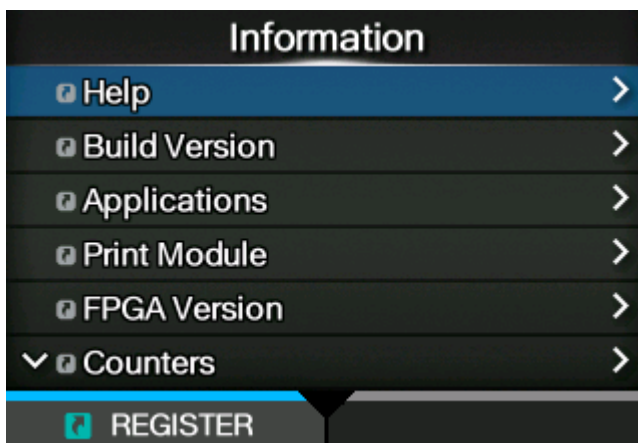 Information
Help
Build Version
Applications
Print Module
FPGA Version
Counters
REGISTER